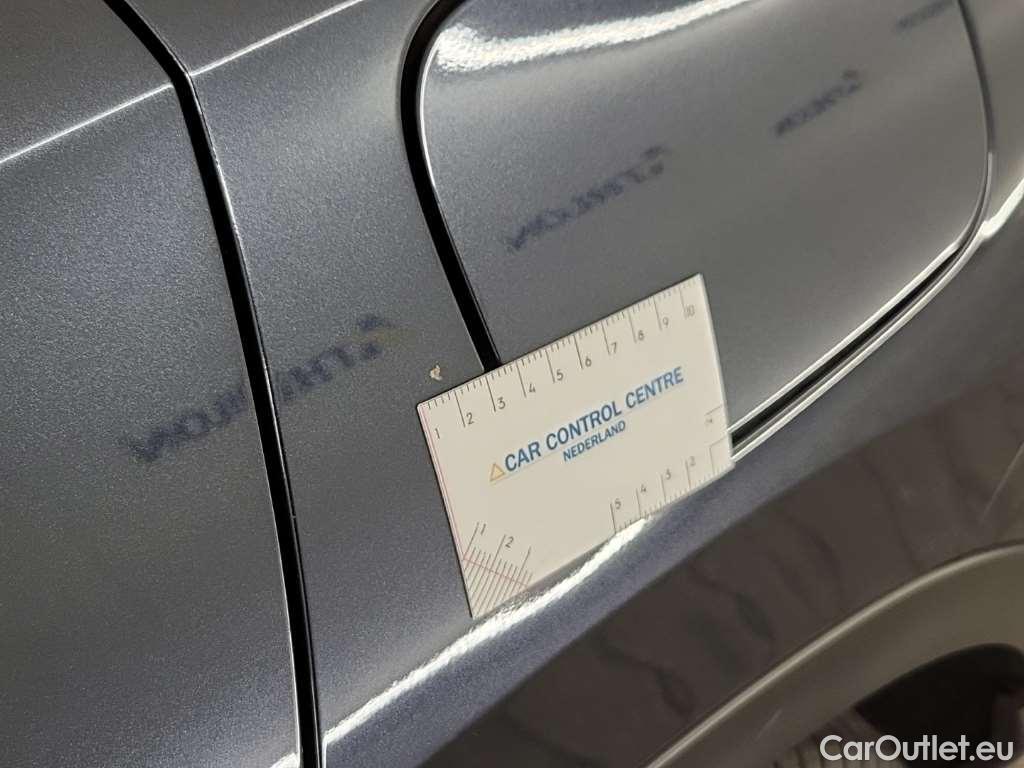 1 2 3 4 5 6 7 8 9 10
CAR CONTROL CENTRE
NEDERLAND
5 4 3 2
1 2
CarOutlet.eu